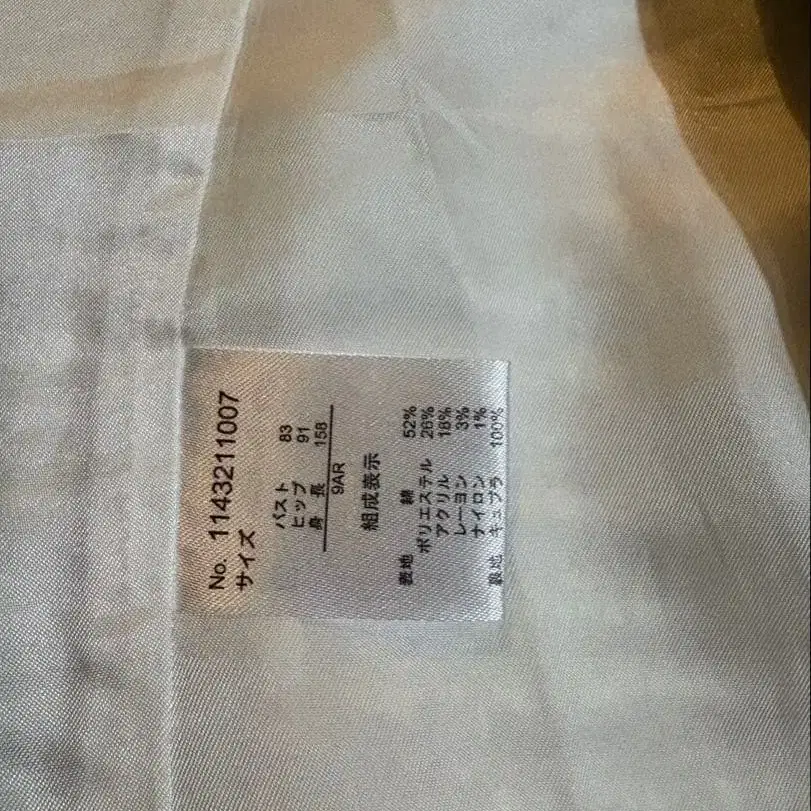 No. 1143211007
サイズ
バスト 83
ヒップ 91
身長 158
9AR
組成表示
表地 綿 52%
ポリエステル 26%
アクリル 18%
レーヨン 3%
ナイロン 1%
裏地 キュプラ 100%